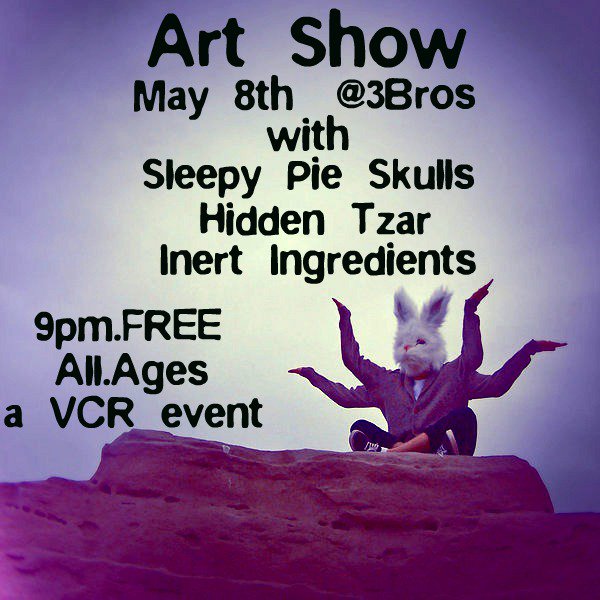 Art Show
May 8th @3Bros
with
Sleepy Pie Skulls
Hidden Tzar
Inert Ingredients
9pm.FREE
All.Ages
a VCR event